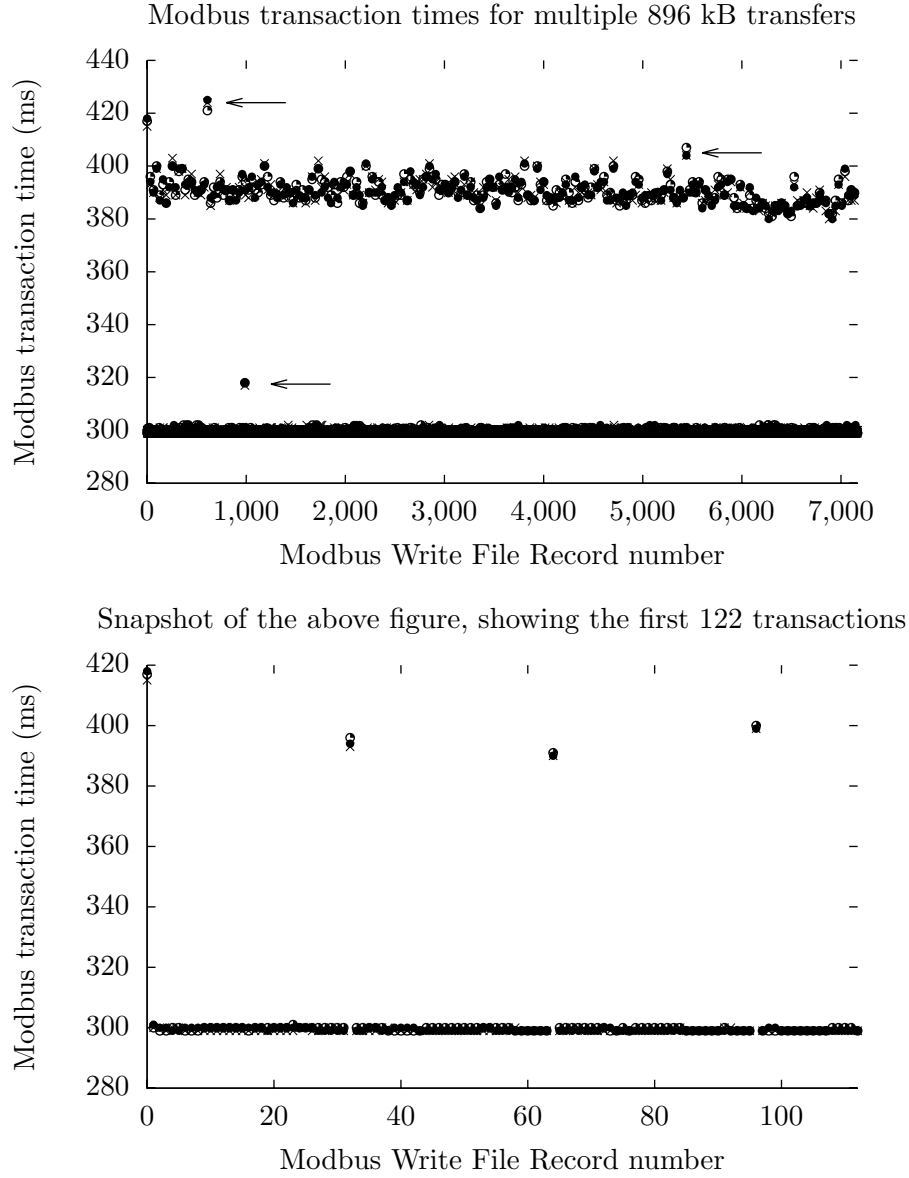 Modbus transaction times for multiple 896 kB transfers
Modbus transaction time (ms)
440
420
400
380
360
340
320
300
280
0 1,000 2,000 3,000 4,000 5,000 6,000 7,000
Modbus Write File Record number
Snapshot of the above figure, showing the first 122 transactions
Modbus transaction time (ms)
420
400
380
360
340
320
300
280
0 20 40 60 80 100
Modbus Write File Record number